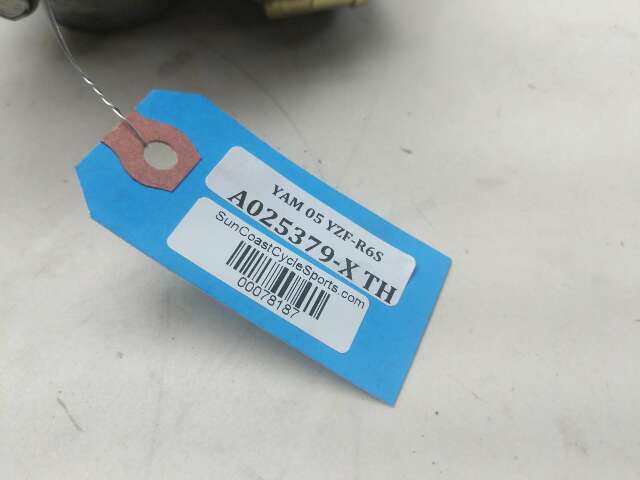 YAM 05 YZF-R6S
A025379-X TH
SunCoastCycleSports.com
00078187